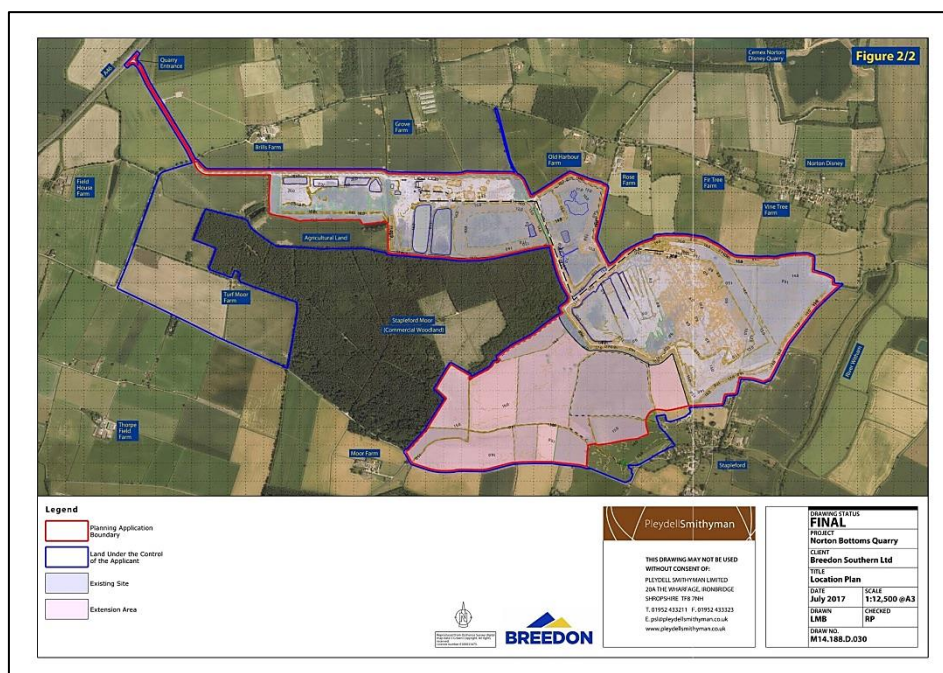 Figure 2/2
Cemex Norton
Disney Quarry
A46
Quarry
Entrance
Grove
Farm
Brills Farm
Old Harbour
Farm
Rose
Farm
Fir Tree
Farm
Norton Disney
Vine Tree
Farm
Field
House Farm
Agricultural Land
Turf Moor
Farm
Stapleford Moor
(Commercial Woodland)
River Witham
Thorpe
Field
Farm
Moor Farm
Stapleford
Legend
Planning Application
Boundary
Land Under the Control
of the Applicant
Existing Site
Extension Area
BREEDON
PleydellSmithyman
THIS DRAWING MAY NOT BE USED
WITHOUT CONSENT OF:
PLEYDELL SMITHYMAN LIMITED
20A THE WHARFAGE, IRONBRIDGE
SHROPSHIRE TF8 7NH
T. 01952 433211 F. 01952 433323
E. psl@pleydellsmithyman.co.uk
www.pleydellsmithyman.co.uk
DRAWING STATUS
FINAL
PROJECT
Norton Bottoms Quarry
CLIENT
Breedon Southern Ltd
TITLE
Location Plan
DATE SCALE
July 2017 1:12,500 @A3
DRAWN CHECKED
LMB RP
DRAW NO.
M14.188.D.030